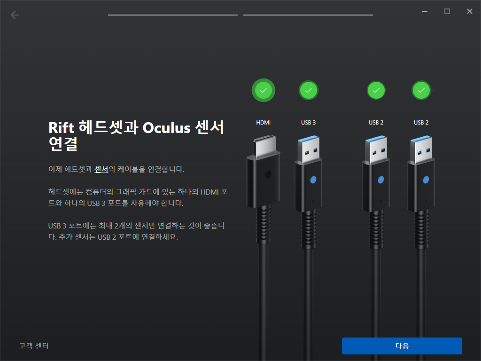 HDMI
USB 3
USB 2
USB 2
Rift 헤드셋과 Oculus 센서
연결
이제 헤드셋과 센서의 케이블을 연결합니다.
헤드셋에는 컴퓨터의 그래픽 카드에 있는 하나의 HDMI 포
트와 하나의 USB 3 포트를 사용해야 합니다.
USB 3 포트에는 최대 2개의 센서만 연결하는 것이 좋습니
다. 추가 센서는 USB 2 포트에 연결하세요.
고객 센터
다음